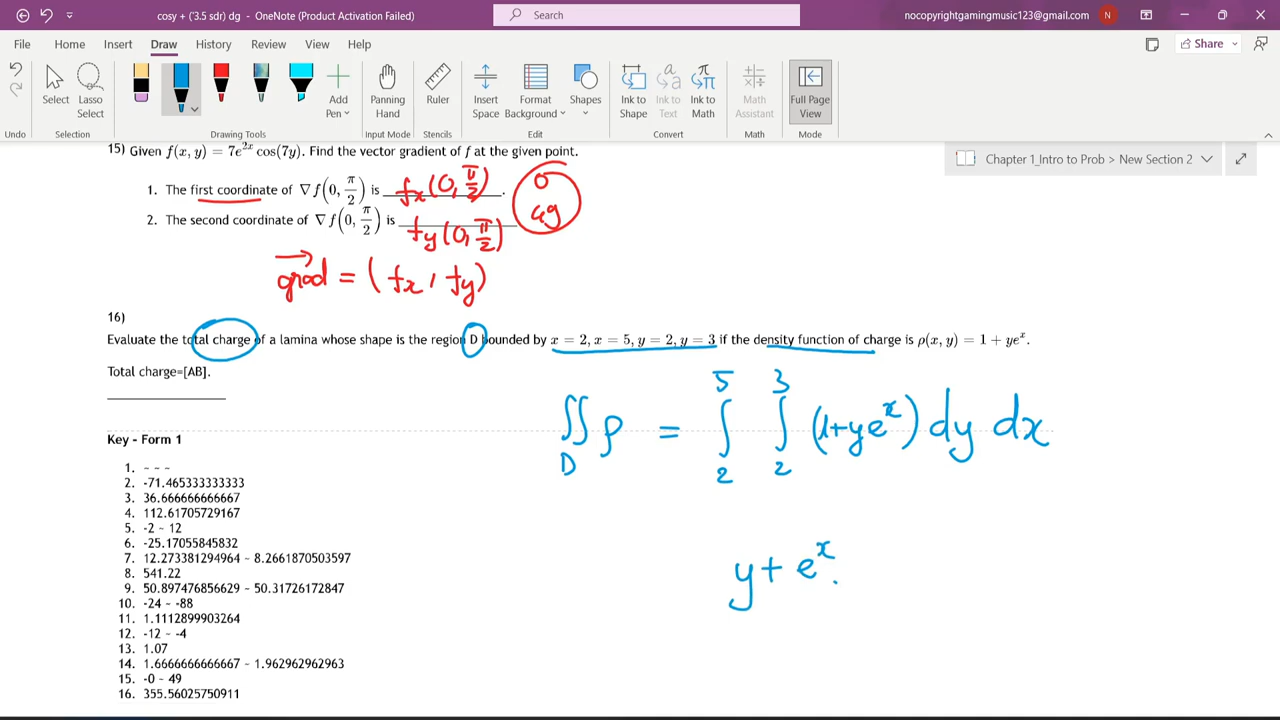 cosy + ('3.5 sdr) dg - OneNote (Product Activation Failed)
Search
nocopyrightgamingmusic123@gmail.com
N
File Home Insert Draw History Review View Help
Share
Undo
Select
Lasso Select
Selection
Add Pen
Drawing Tools
Panning Hand
Input Mode
Ruler
Stencils
Insert Space
Format Background
Shapes
Edit
Ink to Shape
Ink to Text
Ink to Math
Convert
Math Assistant
Math
Full Page View
Mode
Chapter 1_Intro to Prob > New Section 2
15) Given f(x, y) = 7e^{2x} cos(7y). Find the vector gradient of f at the given point.
1. The first coordinate of ∇f(0, π/2) is fx(0, π/2).
0
2. The second coordinate of ∇f(0, π/2) is fy(0, π/2)
49
grad = (fx, fy)
16)
Evaluate the total charge of a lamina whose shape is the region D bounded by x = 2, x = 5, y = 2, y = 3 if the density function of charge is ρ(x, y) = 1 + ye^x.
Total charge=[AB].
∬_D ρ = ∫_2^5 ∫_2^3 (1+ye^x) dy dx
y + e^x.
Key - Form 1
1. - - -
2. -71.465333333333
3. 36.666666666667
4. 112.61705729167
5. -2 ~ 12
6. -25.17055845832
7. 12.273381294964 ~ 8.2661870503597
8. 541.22
9. 50.897476856629 ~ 50.31726172847
10. -24 ~ -88
11. 1.1112899903264
12. -12 ~ -4
13. 1.07
14. 1.6666666666667 ~ 1.962962962963
15. -0 ~ 49
16. 355.56025750911